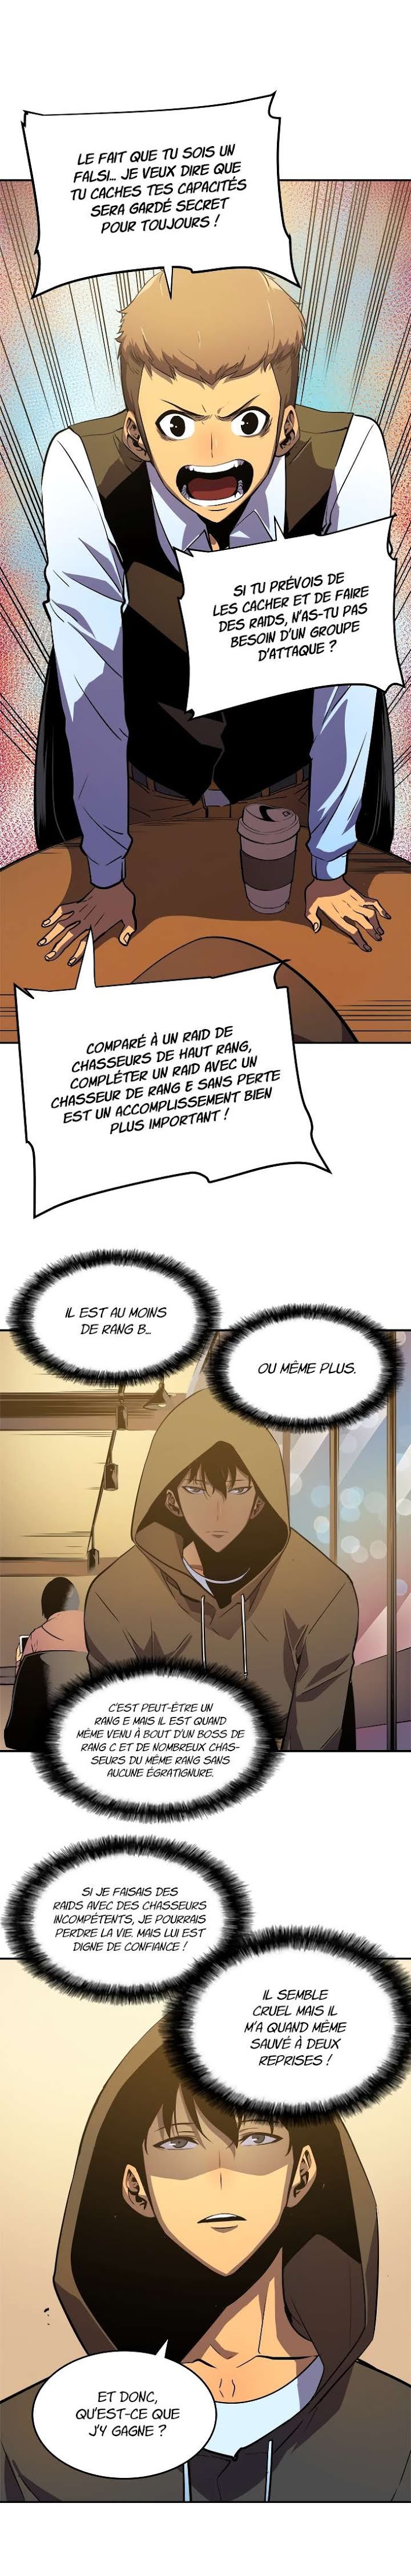 LE FAIT QUE TU SOIS UN
FALSI... JE VEUX DIRE QUE
TU CACHES TES CAPACITÉS
SERA GARDÉ SECRET
POUR TOUJOURS !
SI TU PRÉVOIS DE
LES CACHER ET DE FAIRE
DES RAIDS, N'AS-TU PAS
BESOIN D'UN GROUPE
D'ATTAQUE ?
COMPARÉ À UN RAID DE
CHASSEURS DE HAUT RANG,
COMPLÉTER UN RAID AVEC UN
CHASSEUR DE RANG E SANS PERTE
EST UN ACCOMPLISSEMENT BIEN
PLUS IMPORTANT !
IL EST AU MOINS
DE RANG B...
OU MÊME PLUS.
C'EST PEUT-ÊTRE UN
RANG E MAIS IL EST QUAND
MÊME VENU À BOUT D'UN BOSS DE
RANG C ET DE NOMBREUX CHAS-
SEURS DU MÊME RANG SANS
AUCUNE ÉGRATIGNURE.
SI JE FAISAIS DES
RAIDS AVEC DES CHASSEURS
INCOMPÉTENTS, JE POURRAIS
PERDRE LA VIE. MAIS LUI EST
DIGNE DE CONFIANCE !
IL SEMBLE
CRUEL MAIS IL
M'A QUAND MÊME
SAUVÉ À DEUX
REPRISES !
ET DONC,
QU'EST-CE QUE
J'Y GAGNE ?